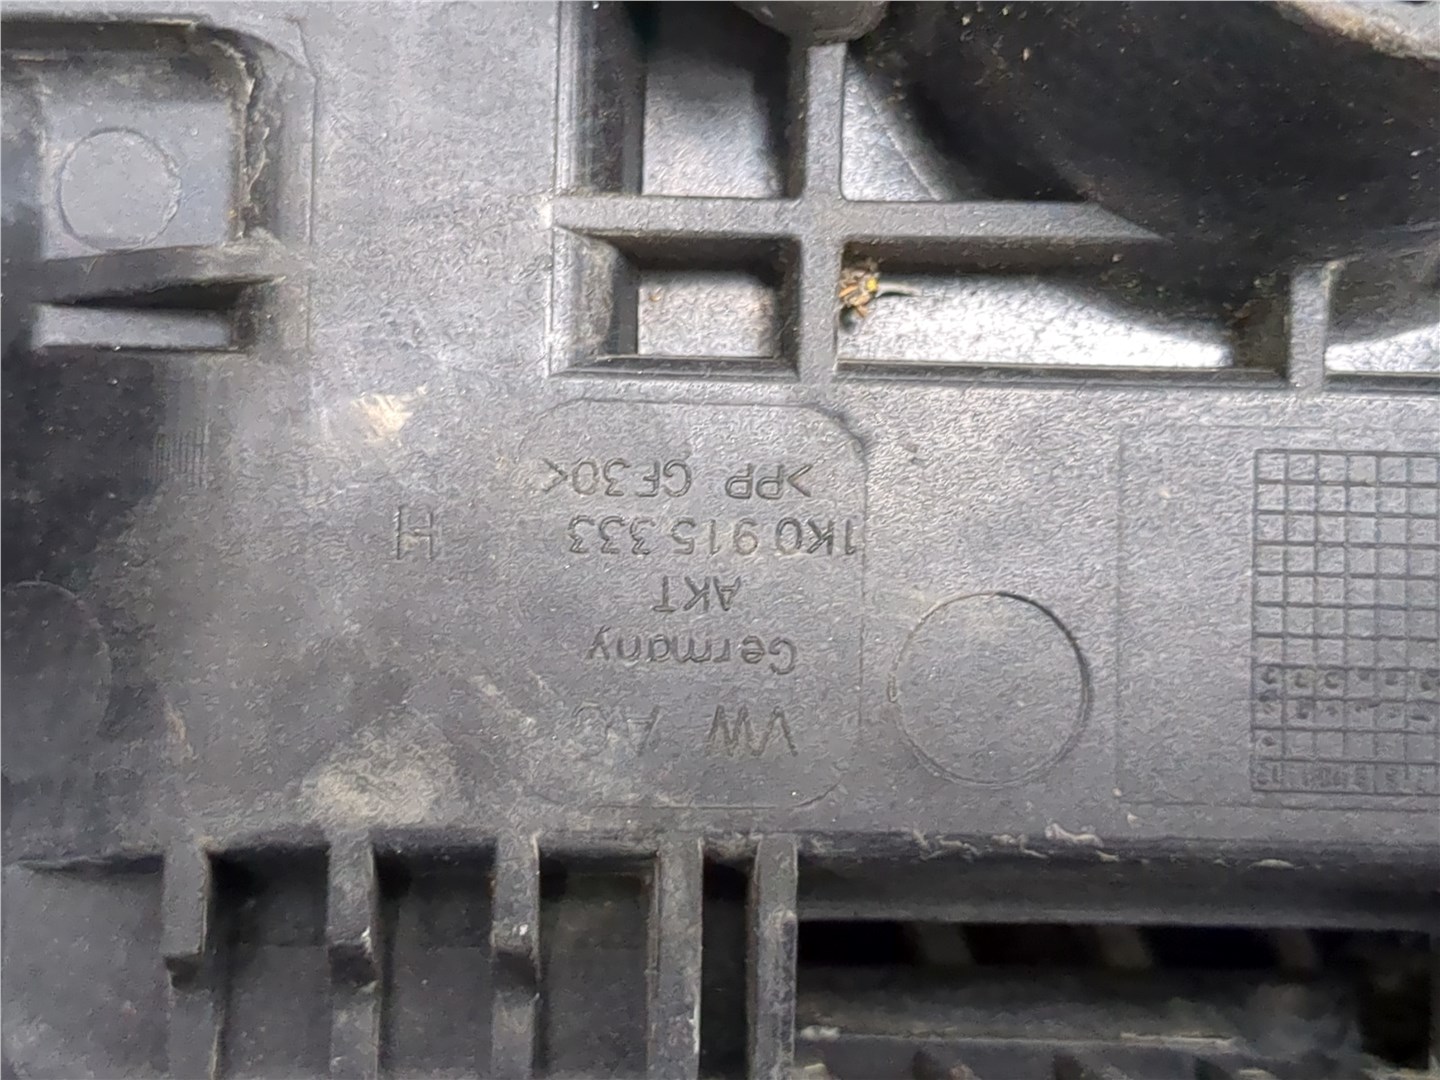 VW AG
Germany
AKT
1K0 915 333 H
>PP GF30<